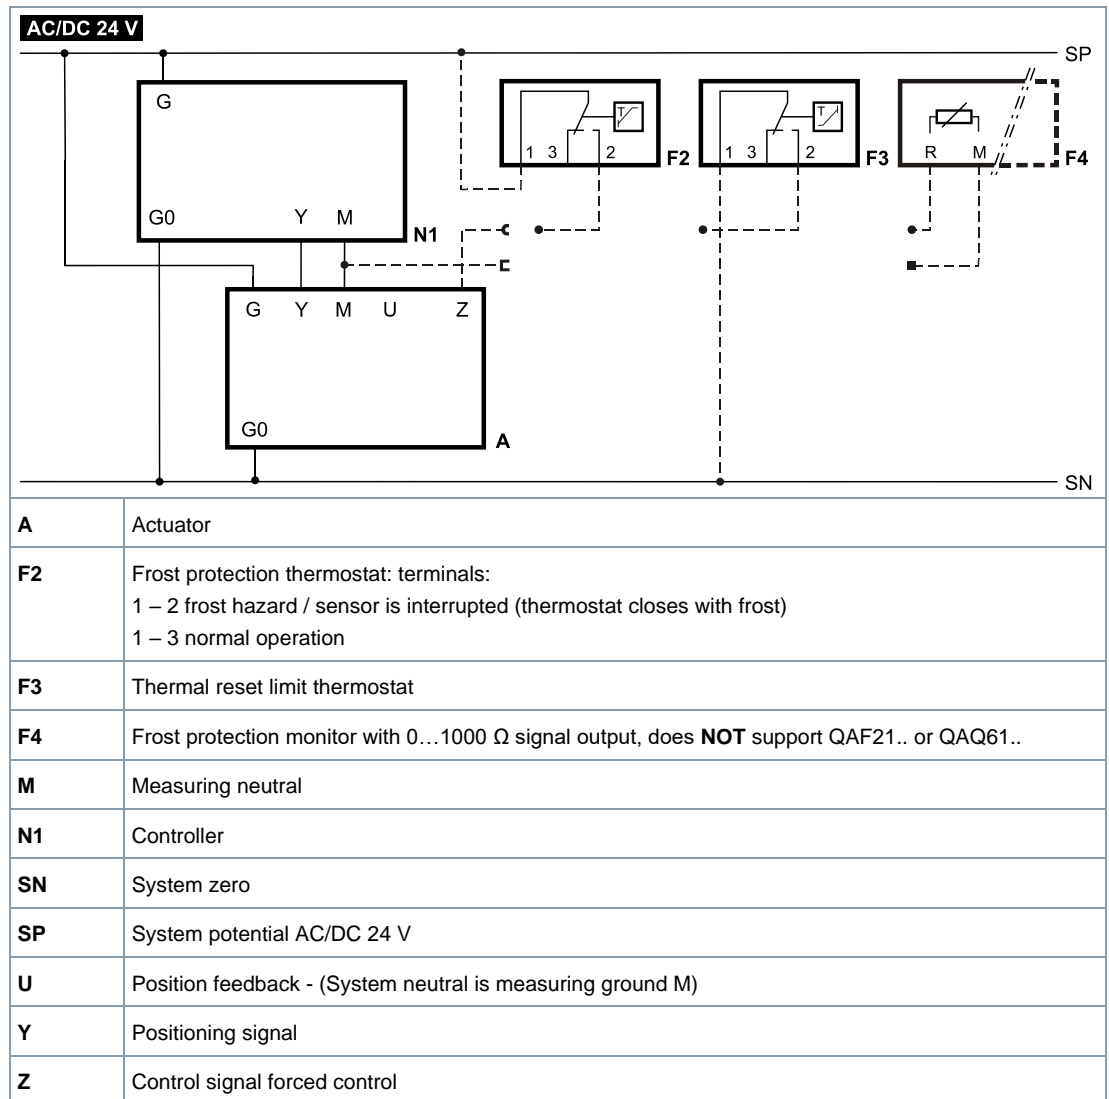 AC/DC 24 V
SP
G
G0 Y M
N1
1 3 2
F2
T
1 3 2
F3
T
R M
F4
G Y M U Z
G0
A
SN
A Actuator
F2 Frost protection thermostat: terminals:
1 – 2 frost hazard / sensor is interrupted (thermostat closes with frost)
1 – 3 normal operation
F3 Thermal reset limit thermostat
F4 Frost protection monitor with 0…1000 Ω signal output, does NOT support QAF21.. or QAQ61..
M Measuring neutral
N1 Controller
SN System zero
SP System potential AC/DC 24 V
U Position feedback - (System neutral is measuring ground M)
Y Positioning signal
Z Control signal forced control